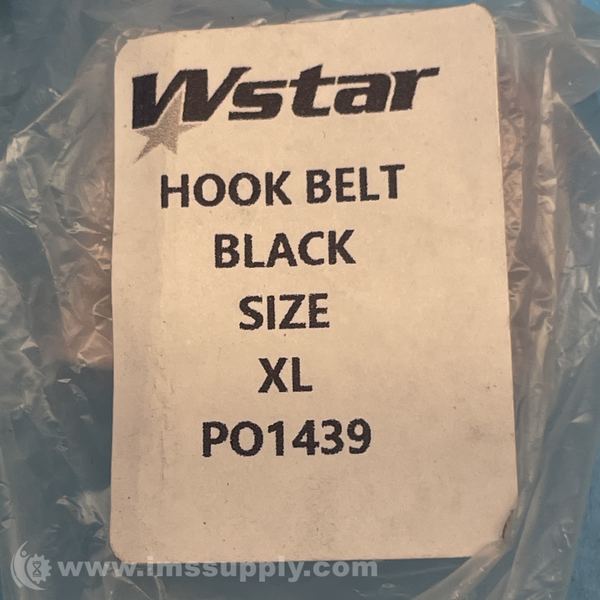 Wstar
HOOK BELT
BLACK
SIZE
XL
PO1439
www.imssupply.com